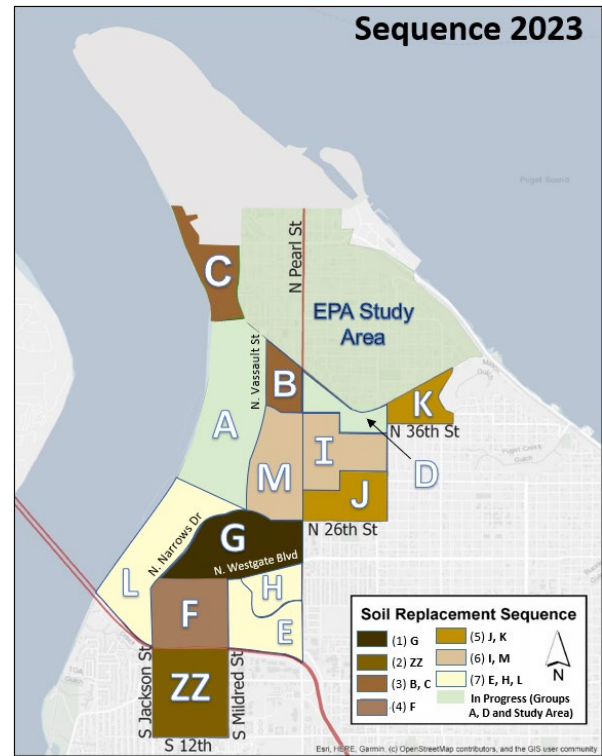 Sequence 2023
Puget Sound
N Pearl St
C
EPA Study
Area
N. Vassault St
B
K
A
N 36th St
I
D
M
J
N. Narrows Dr
G
N 26th St
N. Westgate Blvd
L
H
F
E
S Jackson St
ZZ
S Mildred St
S 12th
Soil Replacement Sequence
(1) G
(2) ZZ
(3) B, C
(4) F
(5) J, K
(6) I, M
(7) E, H, L
In Progress (Groups
A, D and Study Area)
N
Esri, HERE, Garmin, (c) OpenStreetMap contributors, and the GIS user community